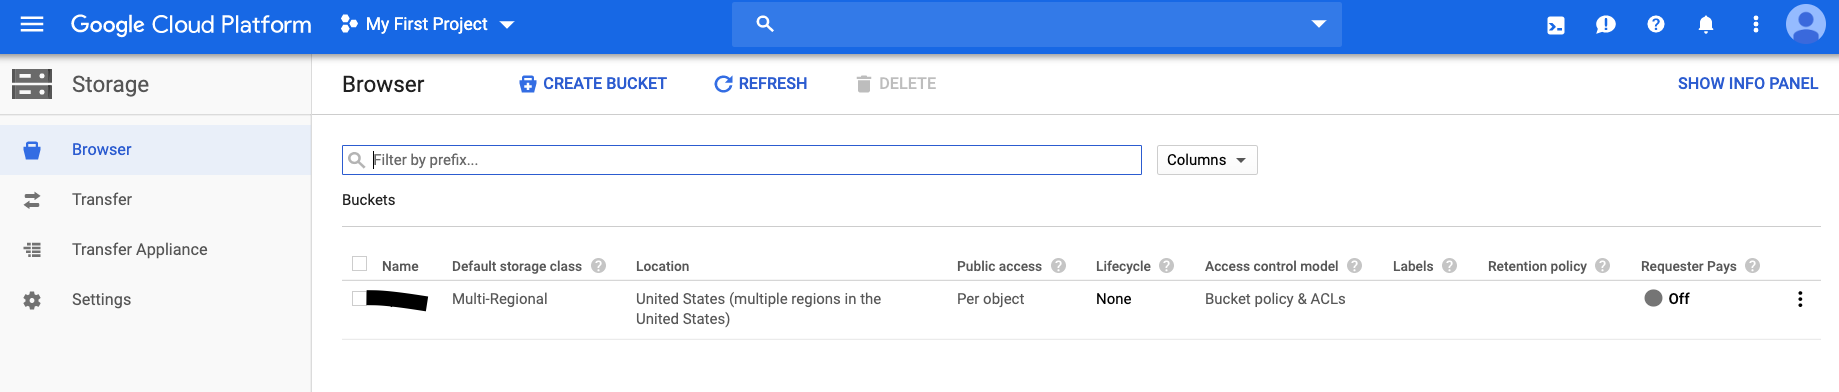 Google Cloud Platform My First Project
Storage
Browser CREATE BUCKET REFRESH DELETE SHOW INFO PANEL
Browser
Transfer
Transfer Appliance
Settings
Filter by prefix... Columns
Buckets
Name Default storage class Location Public access Lifecycle Access control model Labels Retention policy Requester Pays
Multi-Regional United States (multiple regions in the Per object None Bucket policy & ACLs Off
United States)